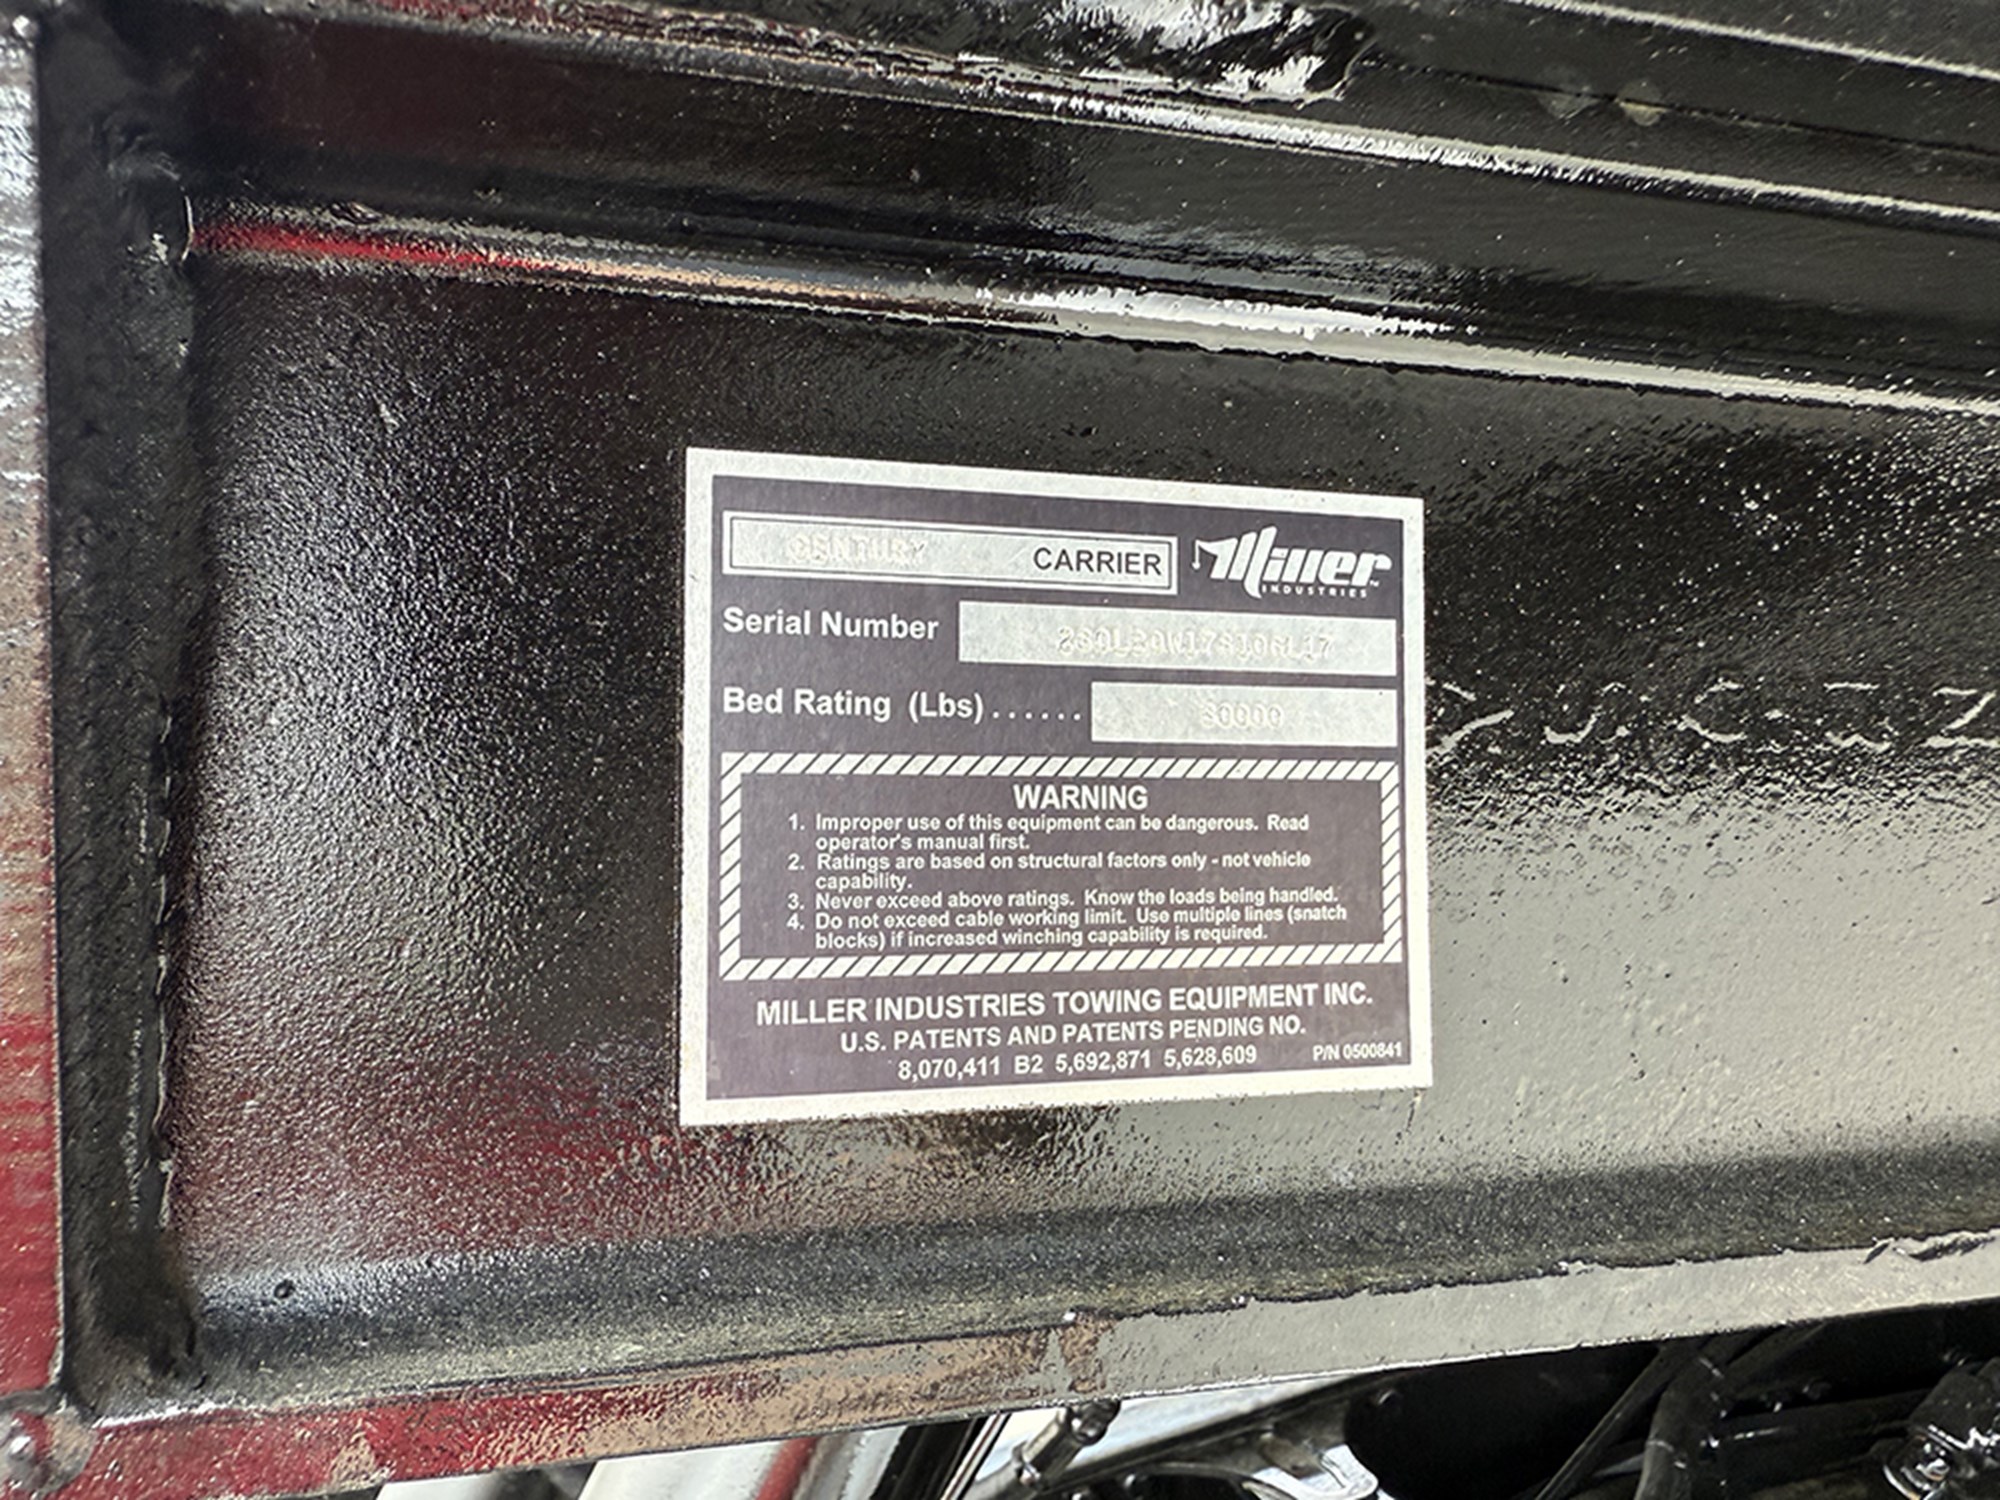 CENTURY CARRIER Miller
INDUSTRIES
Serial Number
Bed Rating (Lbs) ......
WARNING
1. Improper use of this equipment can be dangerous. Read
operator's manual first.
2. Ratings are based on structural factors only - not vehicle
capability.
3. Never exceed above ratings. Know the loads being handled.
4. Do not exceed cable working limit. Use multiple lines (snatch
blocks) if increased winching capability is required.
MILLER INDUSTRIES TOWING EQUIPMENT INC.
U.S. PATENTS AND PATENTS PENDING NO.
8,070,411 B2 5,692,871 5,628,609 P/N 0500841